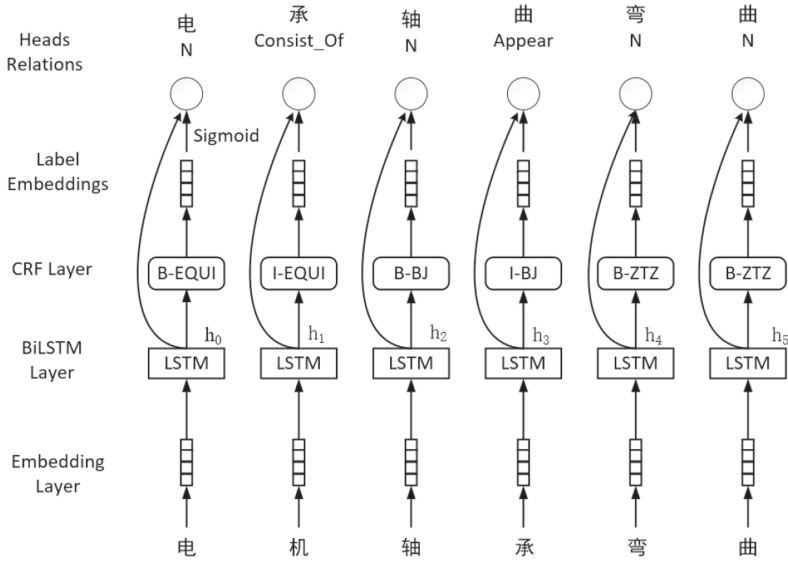 电 承 轴 曲 弯 曲
Heads N Consist_Of N Appear N N
Relations
Sigmoid
Label
Embeddings
CRF Layer B-EQUI I-EQUI B-BJ I-BJ B-ZTZ B-ZTZ
h0 h1 h2 h3 h4 h5
BiLSTM
Layer
LSTM LSTM LSTM LSTM LSTM LSTM
Embedding
Layer
电 机 轴 承 弯 曲